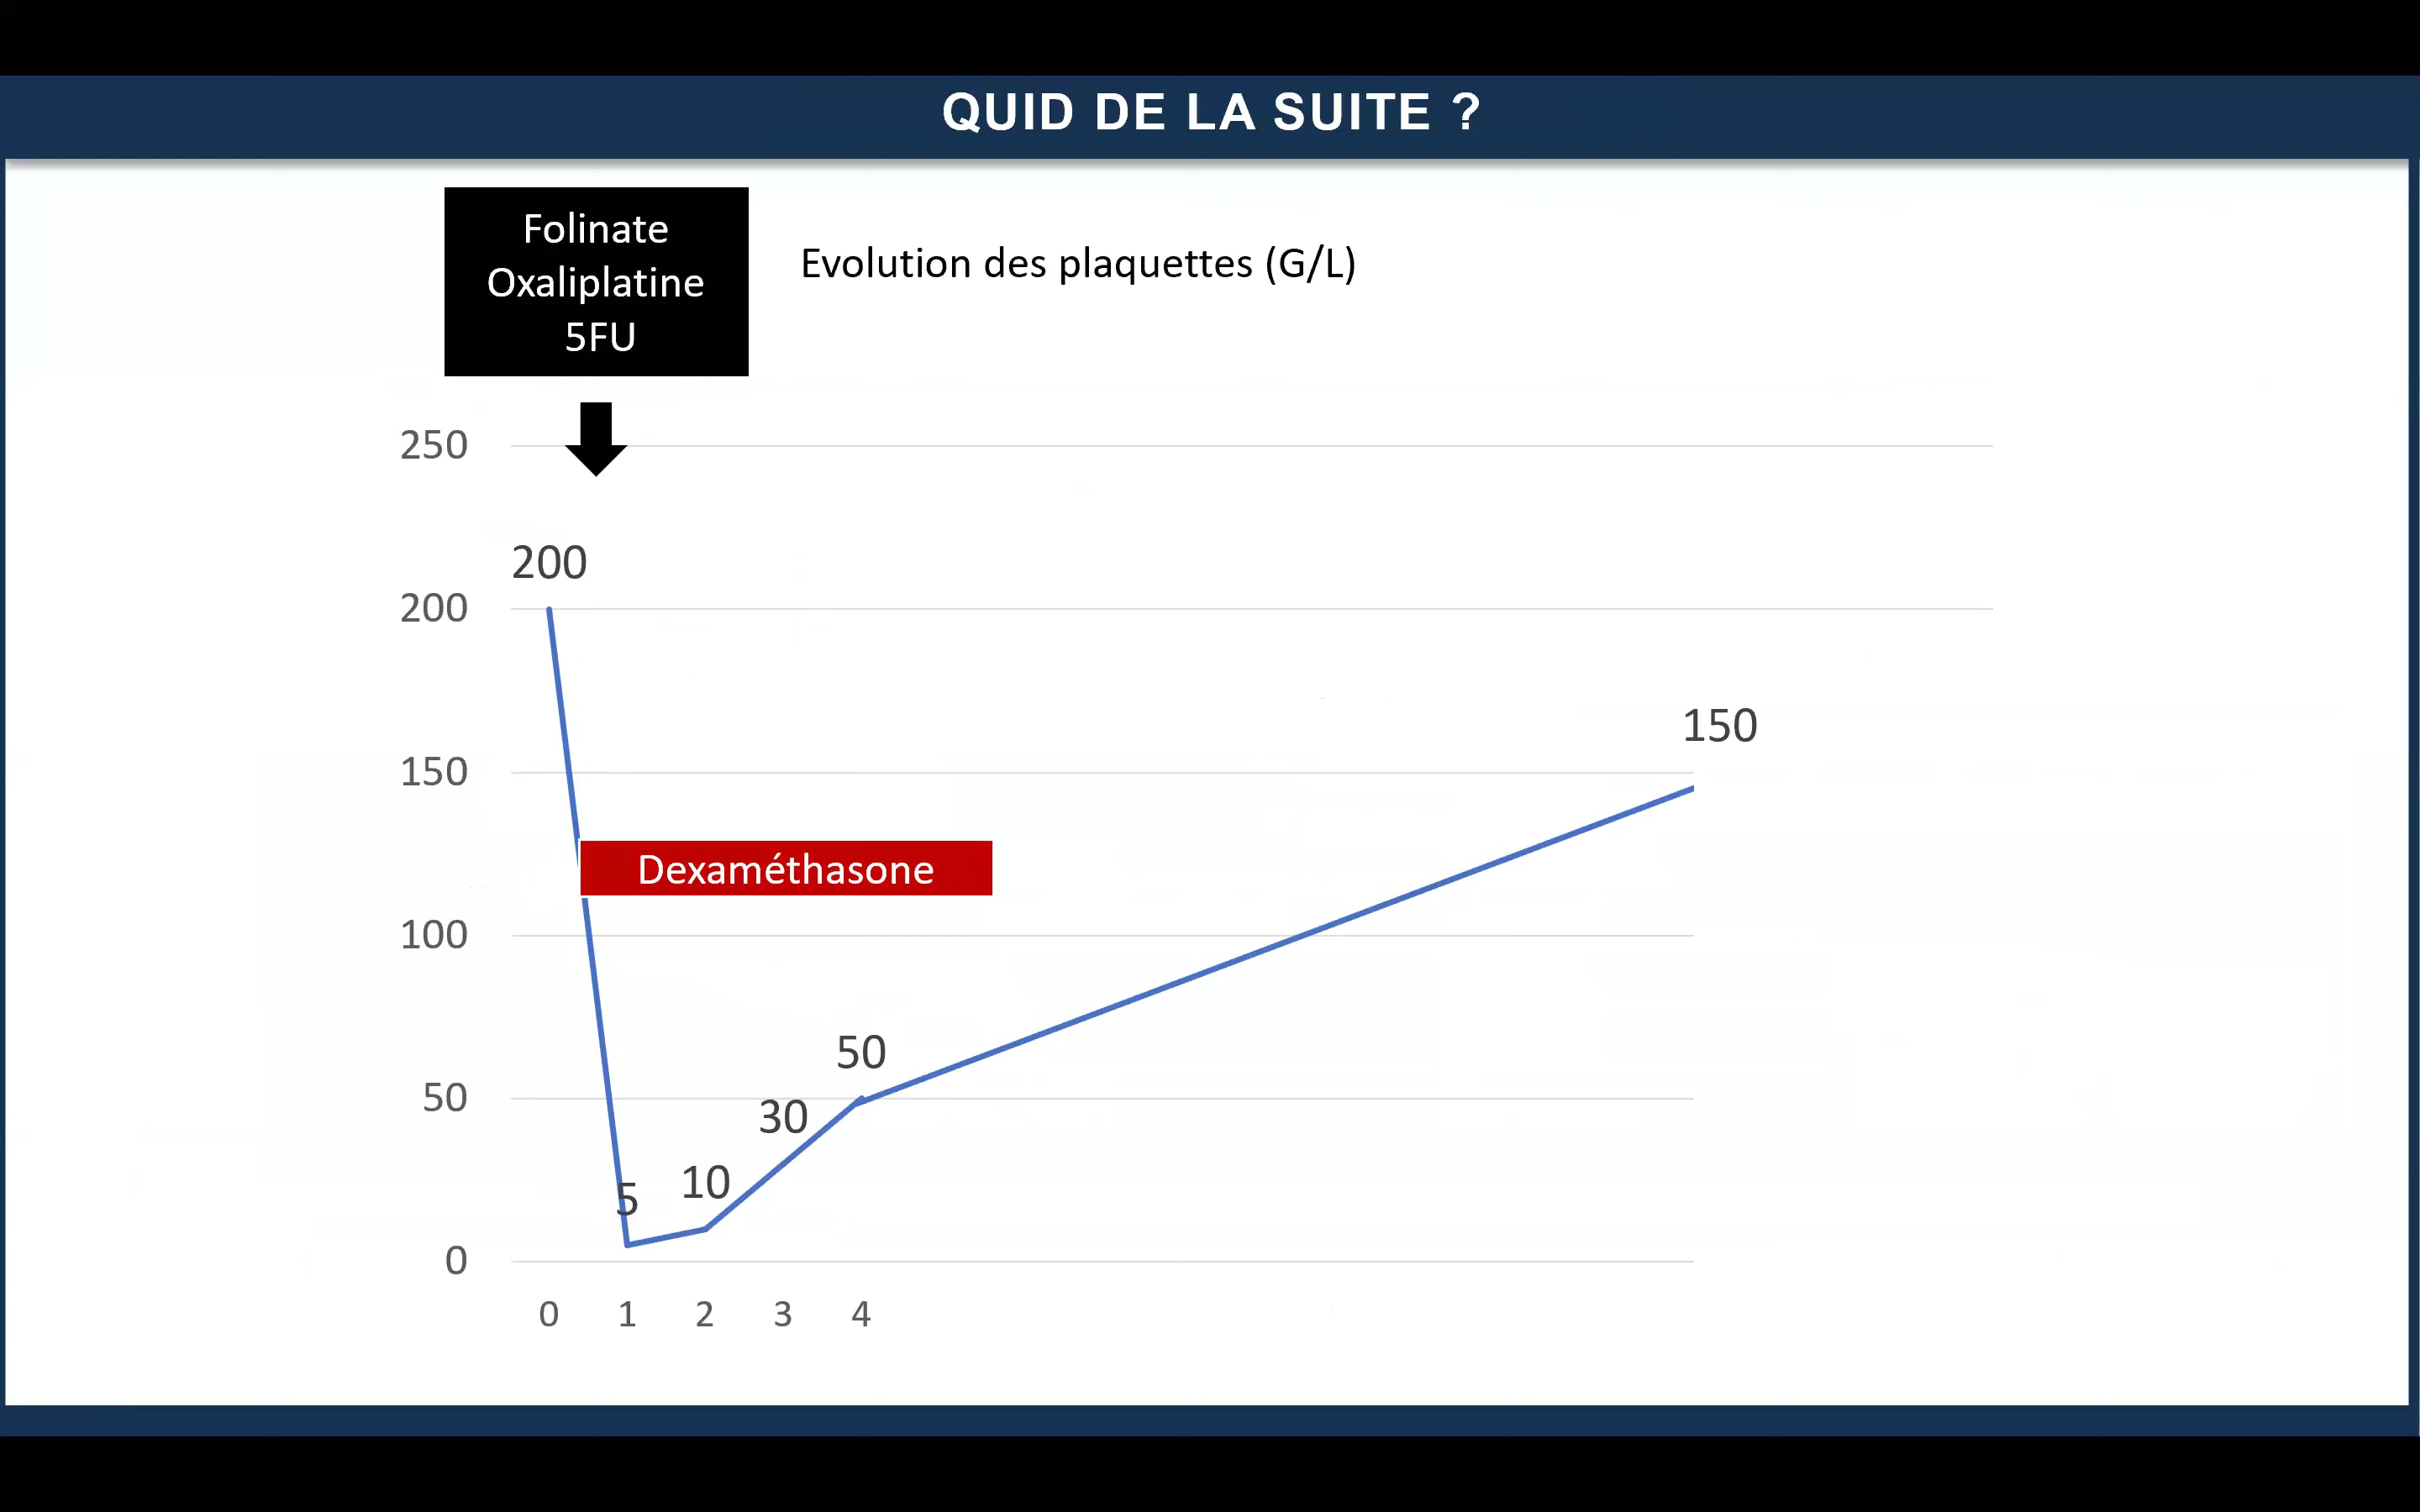 QUID DE LA SUITE ?
Folinate
Oxaliplatine
5FU
Evolution des plaquettes (G/L)
250
200
200
150
150
Dexaméthasone
100
50
50
30
10
5
0
0 1 2 3 4